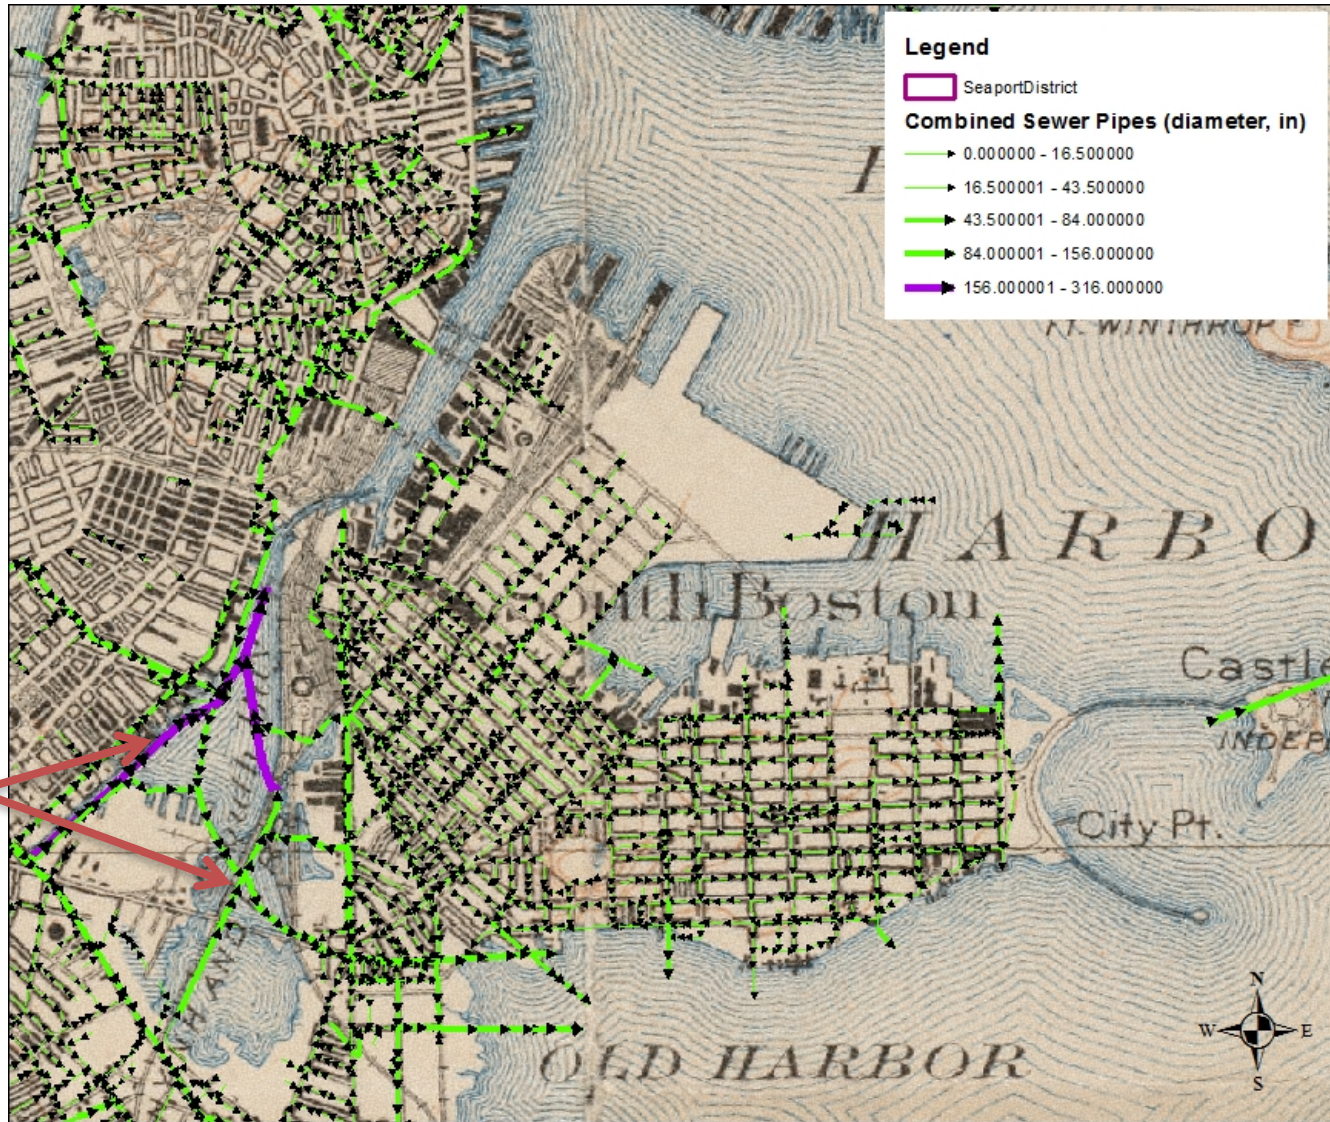 Legend
SeaportDistrict
Combined Sewer Pipes (diameter, in)
0.000000 - 16.500000
16.500001 - 43.500000
43.500001 - 84.000000
84.000001 - 156.000000
156.000001 - 316.000000
FT. WINTHROP
HARBO
South Boston
Castle
INDEP
City Pt.
N
W
E
S
OLD HARBOR